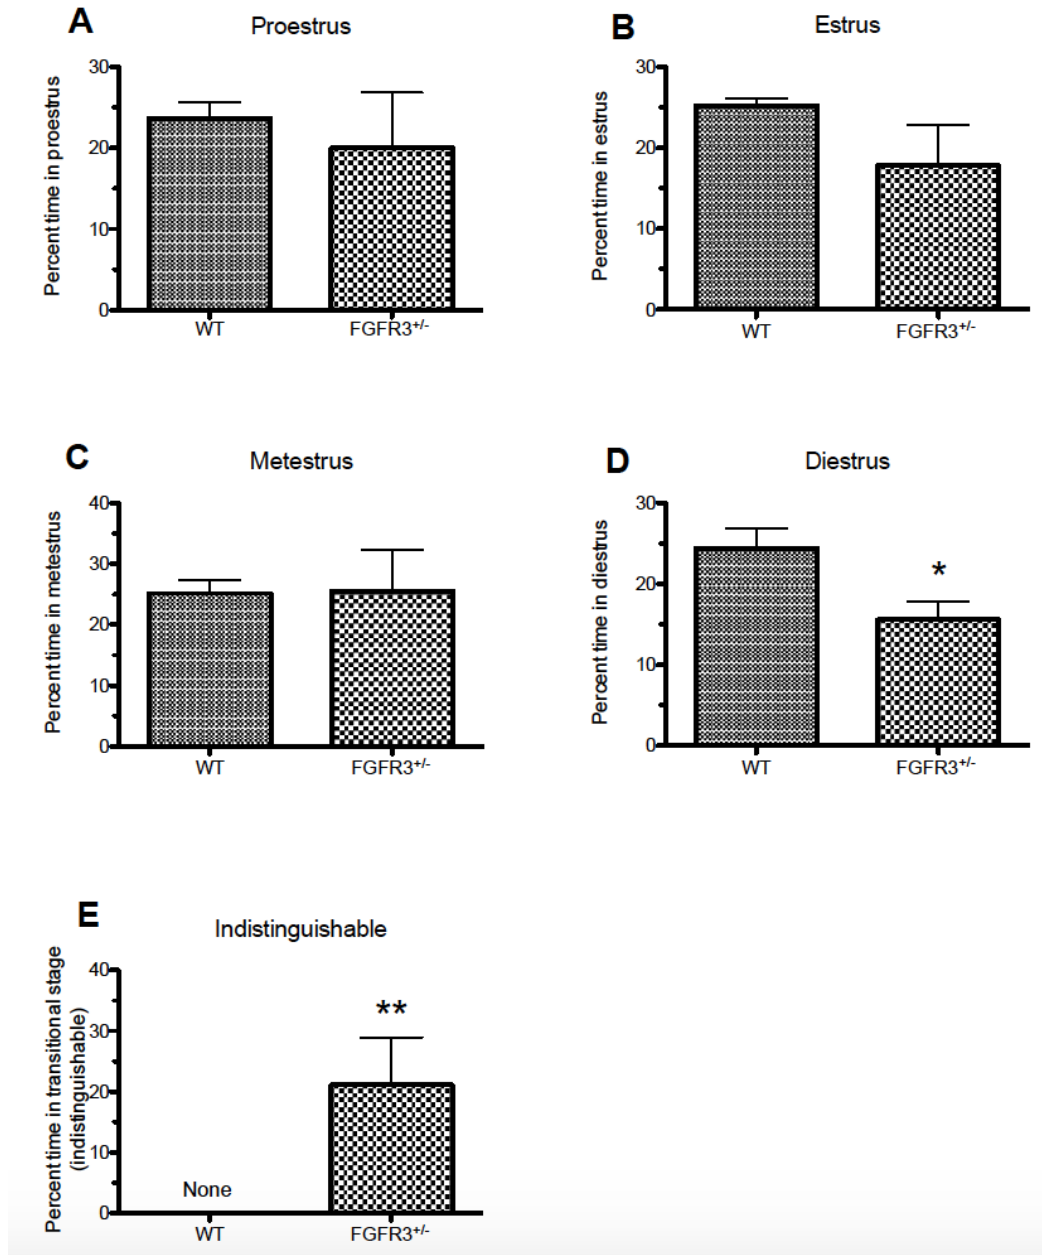 A
Proestrus
Percent time in proestrus
30
20
10
0
WT
FGFR3+/-
B
Estrus
Percent time in estrus
30
20
10
0
WT
FGFR3+/-
C
Metestrus
Percent time in metestrus
40
30
20
10
0
WT
FGFR3+/-
D
Diestrus
Percent time in diestrus
30
20
10
0
*
WT
FGFR3+/-
E
Indistinguishable
Percent time in transitional stage
(indistinguishable)
40
30
20
10
0
**
None
WT
FGFR3+/-